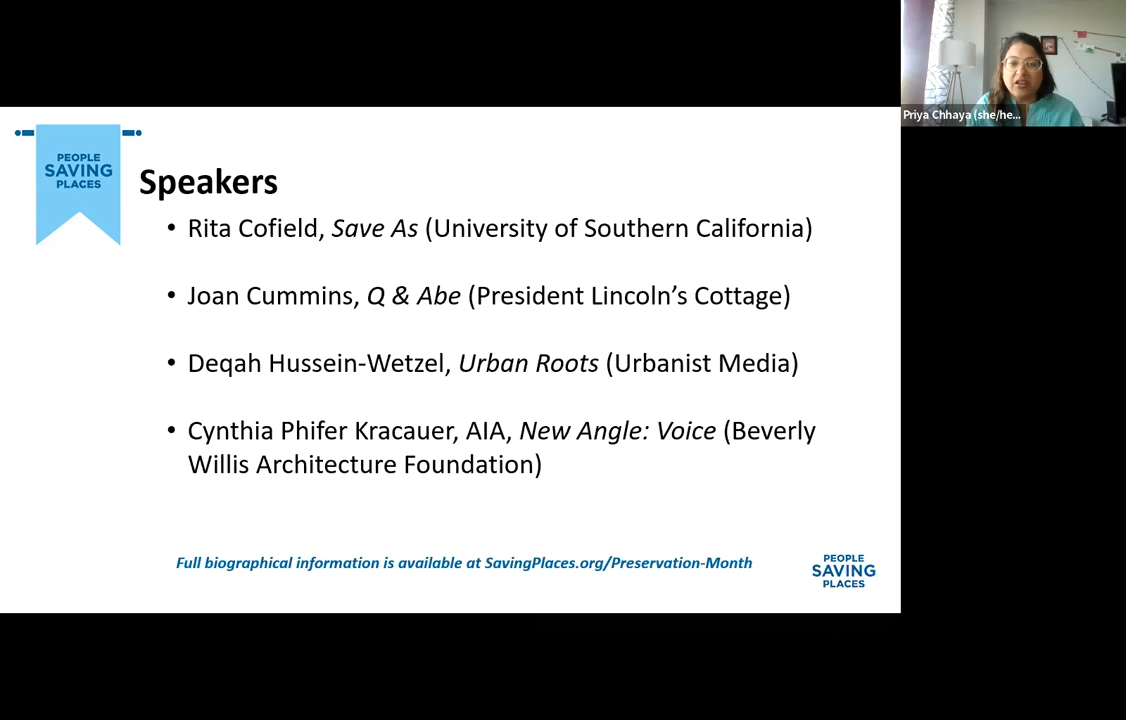 Priya Chhaya (she/he...
PEOPLE
SAVING
PLACES
Speakers
• Rita Cofield, Save As (University of Southern California)
• Joan Cummins, Q & Abe (President Lincoln's Cottage)
• Deqah Hussein-Wetzel, Urban Roots (Urbanist Media)
• Cynthia Phifer Kracauer, AIA, New Angle: Voice (Beverly
Willis Architecture Foundation)
Full biographical information is available at SavingPlaces.org/Preservation-Month
PEOPLE
SAVING
PLACES